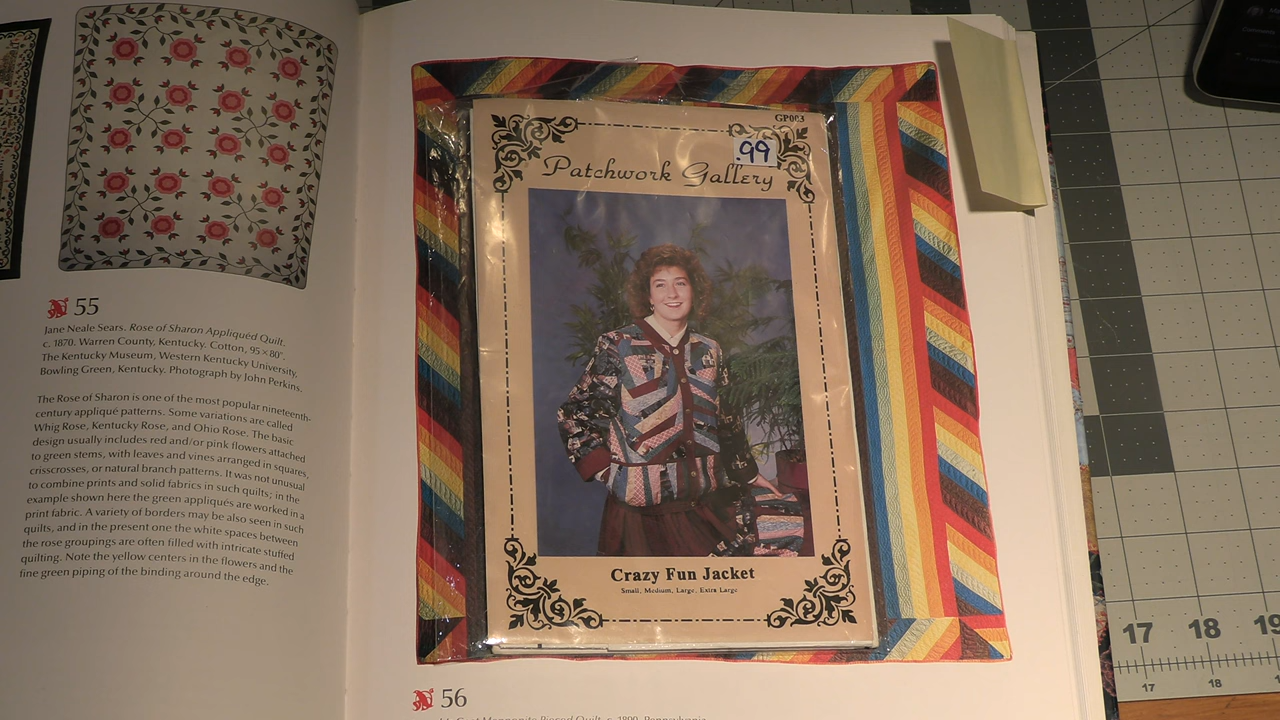 55
Jane Neale Sears. Rose of Sharon Appliquéd Quilt.
c. 1870. Warren County, Kentucky. Cotton, 95×80".
The Kentucky Museum, Western Kentucky University,
Bowling Green, Kentucky. Photograph by John Perkins.
The Rose of Sharon is one of the most popular nineteenth-
century appliqué patterns. Some variations are called
Whig Rose, Kentucky Rose, and Ohio Rose. The basic
design usually includes red and/or pink flowers attached
to green stems, with leaves and vines arranged in squares,
crisscrosses, or natural branch patterns. It was not unusual
to combine prints and solid fabrics in such quilts; in the
example shown here the green appliqués are worked in a
print fabric. A variety of borders may be also seen in such
quilts, and in the present one the white spaces between
the rose groupings are often filled with intricate stuffed
quilting. Note the yellow centers in the flowers and the
fine green piping of the binding around the edge.
GP003
.99
Patchwork Gallery
Crazy Fun Jacket
Small, Medium, Large, Extra Large
56
Mennonite Pieced Quilt. c. 1890. Pennsylvania
17 18 19
17 18